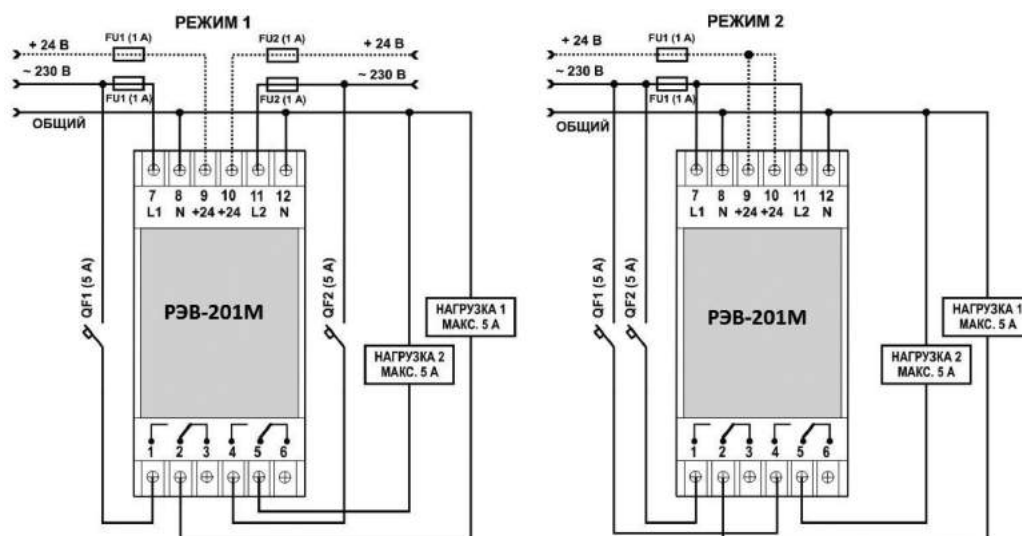 РЕЖИМ 1
+ 24 В
FU1 (1 А)
FU2 (1 А)
+ 24 В
~ 230 В
FU1 (1 А)
FU2 (1 А)
~ 230 В
ОБЩИЙ
7 8 9 10 11 12
L1 N +24 +24 L2 N
QF1 (5 А)
РЭВ-201М
QF2 (5 А)
НАГРУЗКА 1
МАКС. 5 А
НАГРУЗКА 2
МАКС. 5 А
1 2 3 4 5 6
РЕЖИМ 2
+ 24 В
FU1 (1 А)
~ 230 В
FU1 (1 А)
ОБЩИЙ
7 8 9 10 11 12
L1 N +24 +24 L2 N
QF1 (5 А)
QF2 (5 А)
РЭВ-201М
НАГРУЗКА 1
МАКС. 5 А
НАГРУЗКА 2
МАКС. 5 А
1 2 3 4 5 6